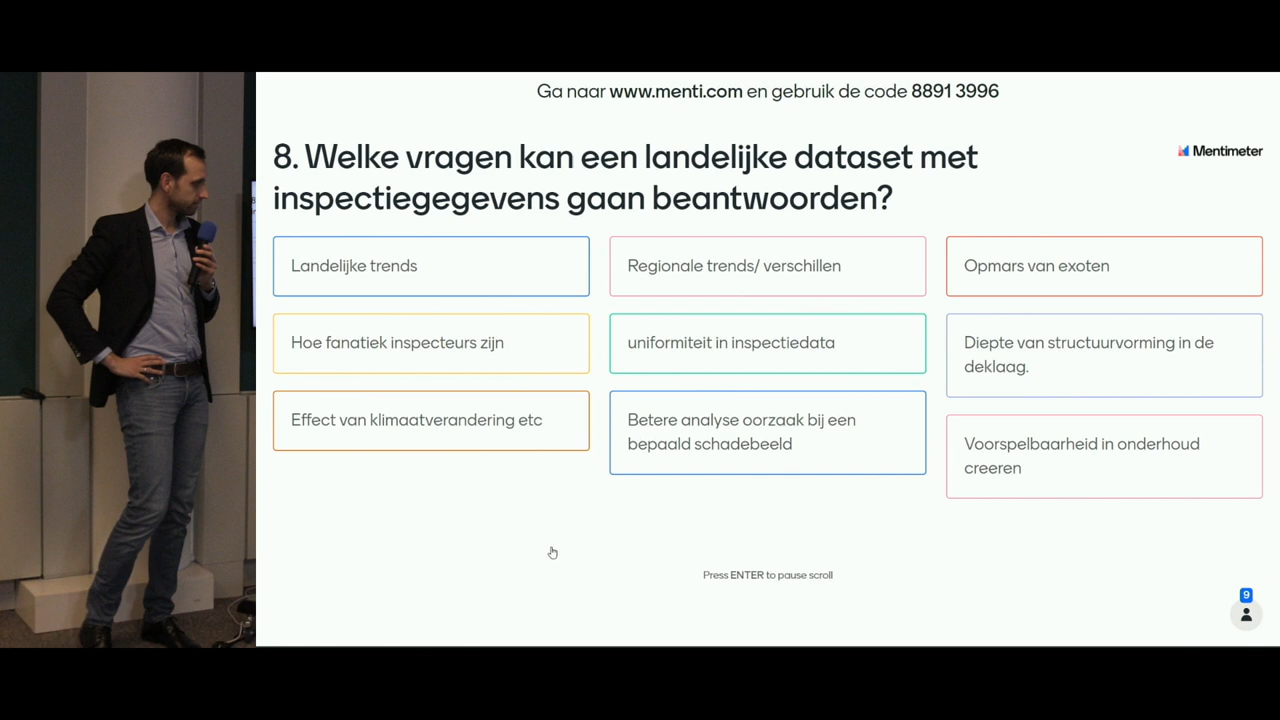 Ga naar www.menti.com en gebruik de code 8891 3996
8. Welke vragen kan een landelijke dataset met
inspectiegegevens gaan beantwoorden?
Mentimeter
Landelijke trends
Regionale trends/ verschillen
Opmars van exoten
Hoe fanatiek inspecteurs zijn
uniformiteit in inspectiedata
Diepte van structuurvorming in de
deklaag.
Effect van klimaatverandering etc
Betere analyse oorzaak bij een
bepaald schadebeeld
Voorspelbaarheid in onderhoud
creeren
Press ENTER to pause scroll
9